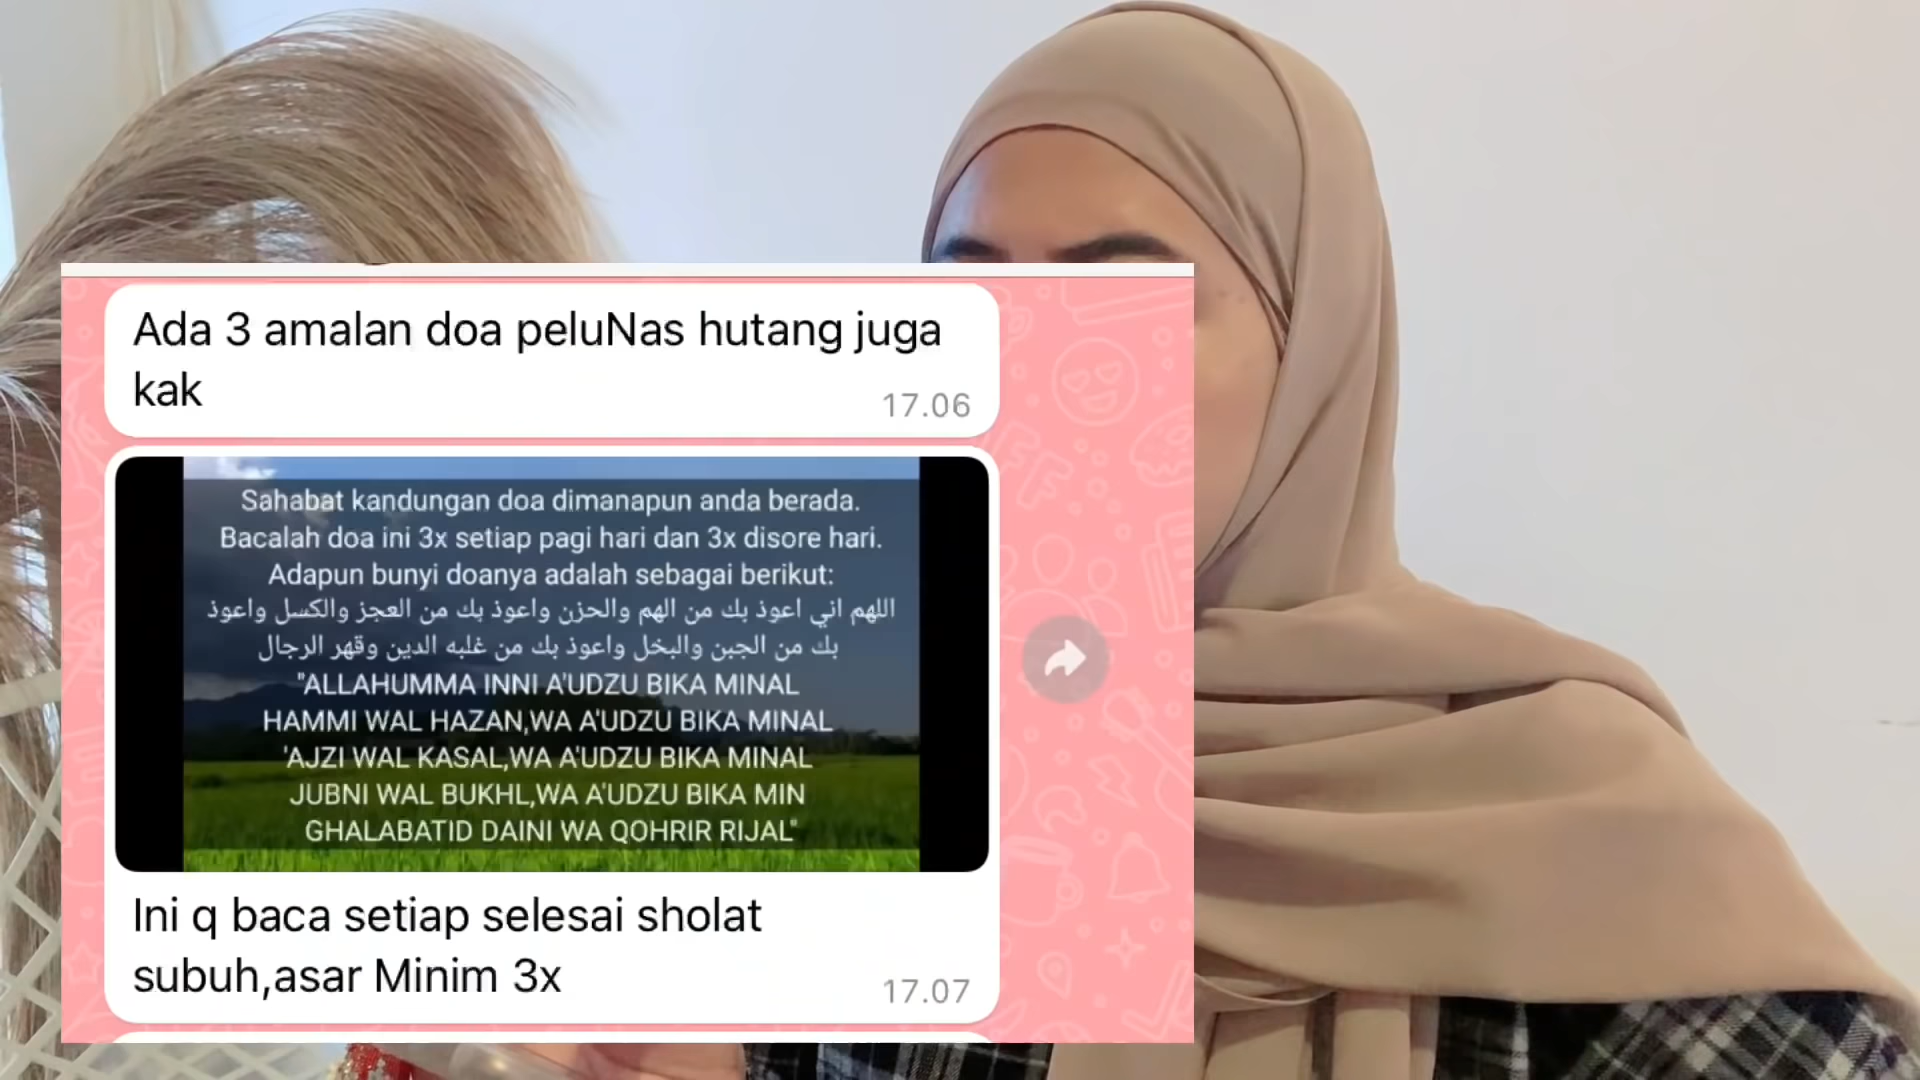 Ada 3 amalan doa peluNas hutang juga
kak
17.06
Sahabat kandungan doa dimanapun anda berada.
Bacalah doa ini 3x setiap pagi hari dan 3x disore hari.
Adapun bunyi doanya adalah sebagai berikut:
اللهم اني اعوذ بك من الهم والحزن واعوذ بك من العجز والكسل واعوذ
بك من الجبن والبخل واعوذ بك من غلبه الدين وقهر الرجال
"ALLAHUMMA INNI A'UDZU BIKA MINAL
HAMMI WAL HAZAN,WA A'UDZU BIKA MINAL
'AJZI WAL KASAL,WA A'UDZU BIKA MINAL
JUBNI WAL BUKHL,WA A'UDZU BIKA MIN
GHALABATID DAINI WA QOHRIR RIJAL"
Ini q baca setiap selesai sholat
subuh,asar Minim 3x
17.07